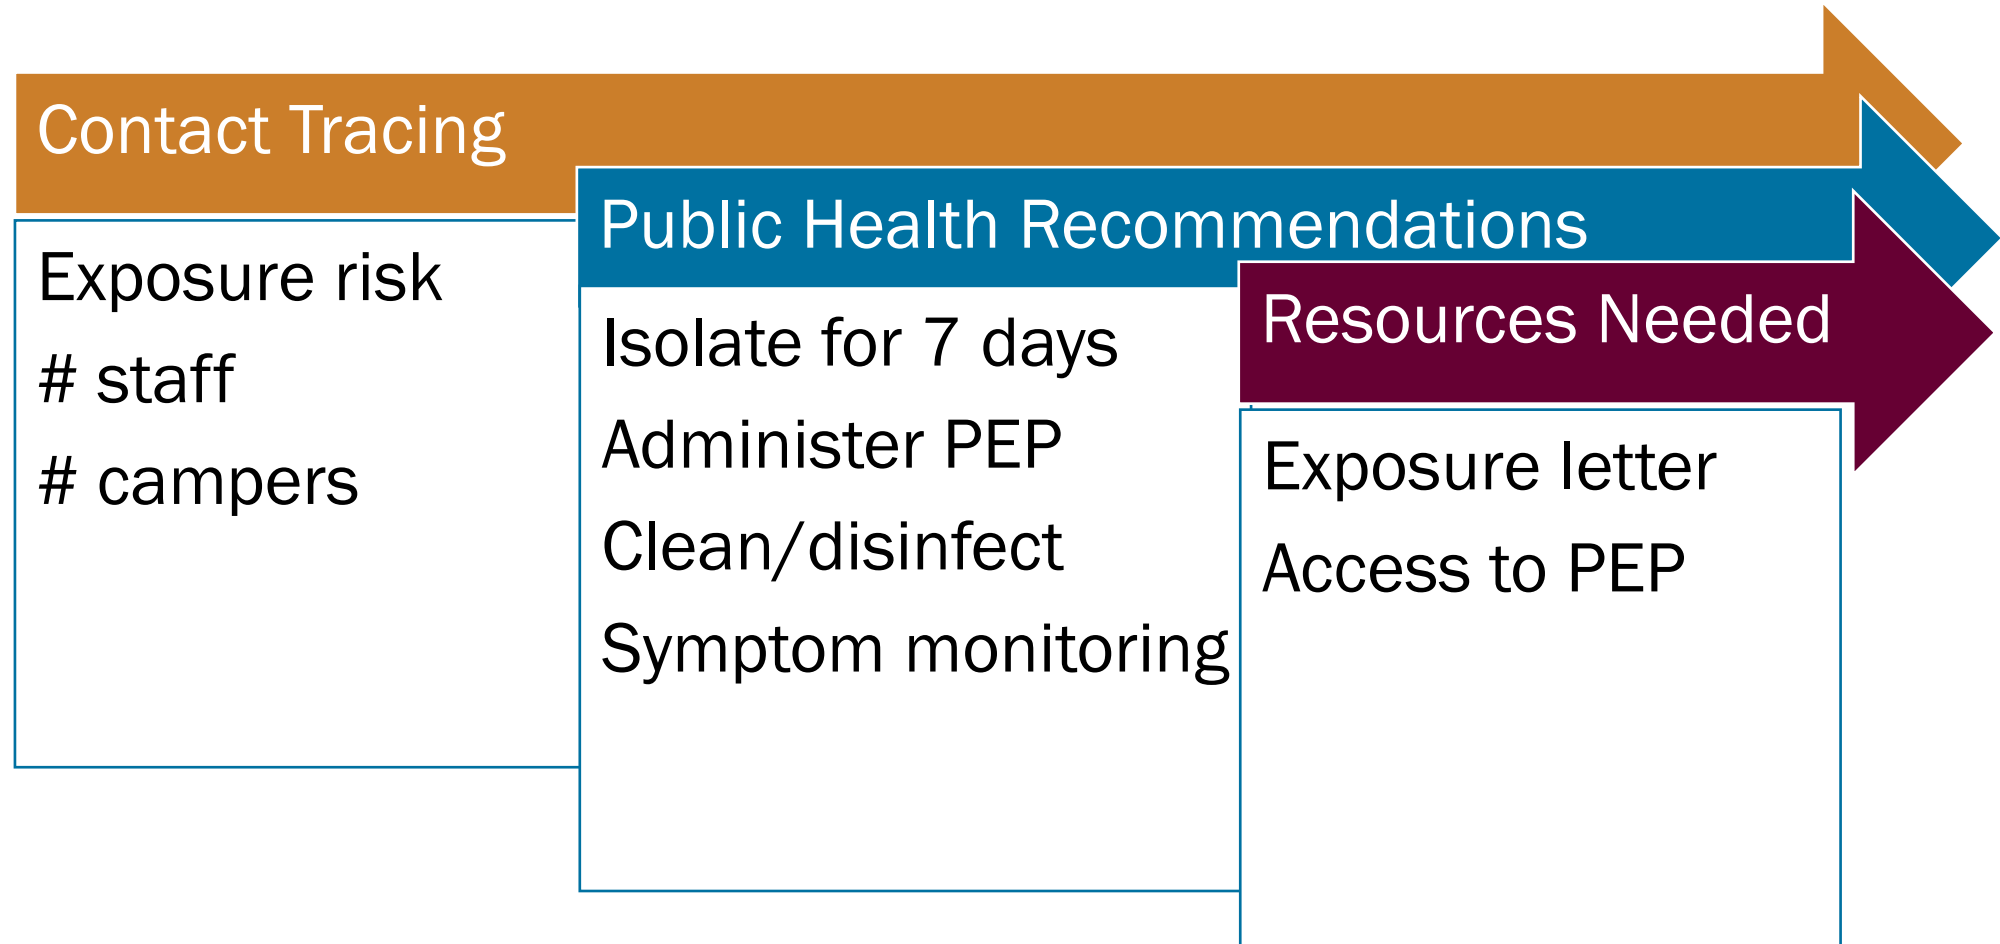 Contact Tracing
Exposure risk
# staff
# campers
Public Health Recommendations
Isolate for 7 days
Administer PEP
Clean/disinfect
Symptom monitoring
Resources Needed
Exposure letter
Access to PEP